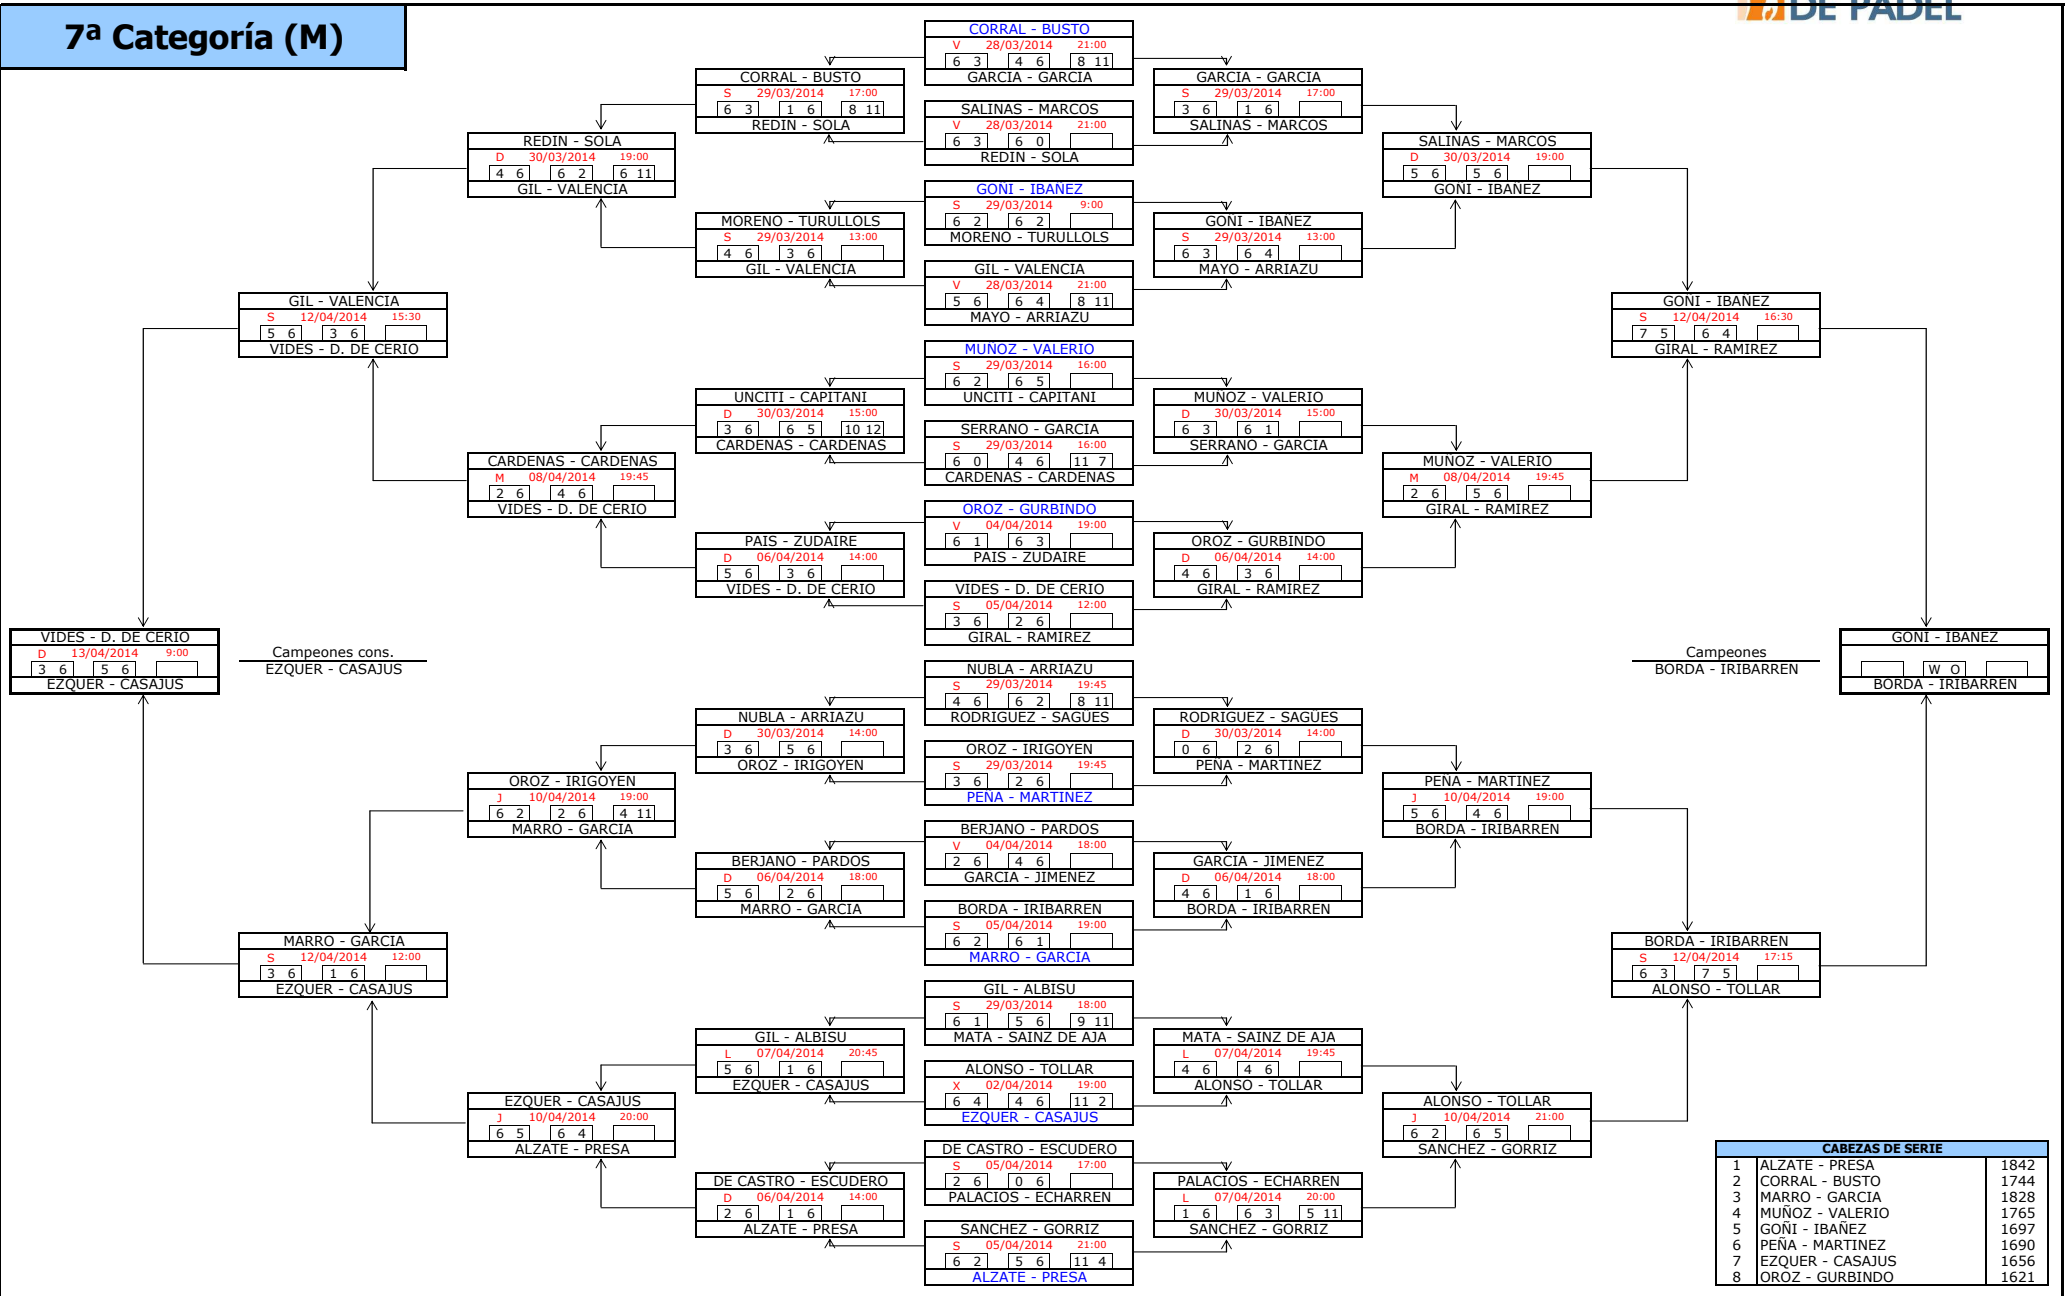 DE PADEL
7ª Categoría (M)
CORRAL - BUSTO
V 28/03/2014 21:00
6 3 4 6 8 11
GARCIA - GARCIA
SALINAS - MARCOS
V 28/03/2014 21:00
6 3 6 0
REDIN - SOLA
GOÑI - IBAÑEZ
S 29/03/2014 9:00
6 2 6 2
MORENO - TURULLOLS
GIL - VALENCIA
V 28/03/2014 21:00
5 6 6 4 8 11
MAYO - ARRIAZU
MUÑOZ - VALERIO
S 29/03/2014 16:00
6 2 6 5
UNCITI - CAPITANI
SERRANO - GARCIA
S 29/03/2014 16:00
6 0 4 6 11 7
CARDENAS - CARDENAS
OROZ - GURBINDO
V 04/04/2014 19:00
6 1 6 3
PAIS - ZUDAIRE
VIDES - D. DE CERIO
S 05/04/2014 12:00
3 6 2 6
GIRAL - RAMIREZ
NUBLA - ARRIAZU
S 29/03/2014 19:45
4 6 6 2 8 11
RODRIGUEZ - SAGÜES
OROZ - IRIGOYEN
S 29/03/2014 19:45
3 6 2 6
PEÑA - MARTINEZ
BERJANO - PARDOS
V 04/04/2014 18:00
2 6 4 6
GARCIA - JIMENEZ
BORDA - IRIBARREN
S 05/04/2014 19:00
6 2 6 1
MARRO - GARCIA
GIL - ALBISU
S 29/03/2014 18:00
6 1 5 6 9 11
MATA - SAINZ DE AJA
ALONSO - TOLLAR
X 02/04/2014 19:00
6 4 4 6 11 2
EZQUER - CASAJUS
DE CASTRO - ESCUDERO
S 05/04/2014 17:00
2 6 0 6
PALACIOS - ECHARREN
SANCHEZ - GORRIZ
S 05/04/2014 21:00
6 2 5 6 11 4
ALZATE - PRESA
CORRAL - BUSTO
S 29/03/2014 17:00
6 3 1 6 8 11
REDIN - SOLA
MORENO - TURULLOLS
S 29/03/2014 13:00
4 6 3 6
GIL - VALENCIA
UNCITI - CAPITANI
D 30/03/2014 15:00
3 6 6 5 10 12
CARDENAS - CARDENAS
PAIS - ZUDAIRE
D 06/04/2014 14:00
5 6 3 6
VIDES - D. DE CERIO
NUBLA - ARRIAZU
D 30/03/2014 14:00
3 6 5 6
OROZ - IRIGOYEN
BERJANO - PARDOS
D 06/04/2014 18:00
5 6 2 6
MARRO - GARCIA
GIL - ALBISU
L 07/04/2014 20:45
5 6 1 6
EZQUER - CASAJUS
DE CASTRO - ESCUDERO
D 06/04/2014 14:00
2 6 1 6
ALZATE - PRESA
REDIN - SOLA
D 30/03/2014 19:00
4 6 6 2 6 11
GIL - VALENCIA
CARDENAS - CARDENAS
M 08/04/2014 19:45
2 6 4 6
VIDES - D. DE CERIO
OROZ - IRIGOYEN
J 10/04/2014 19:00
6 2 2 6 4 11
MARRO - GARCIA
EZQUER - CASAJUS
J 10/04/2014 20:00
6 5 6 4
ALZATE - PRESA
GIL - VALENCIA
S 12/04/2014 15:30
5 6 3 6
VIDES - D. DE CERIO
MARRO - GARCIA
S 12/04/2014 12:00
3 6 1 6
EZQUER - CASAJUS
VIDES - D. DE CERIO
D 13/04/2014 9:00
3 6 5 6
EZQUER - CASAJUS
Campeones cons.
EZQUER - CASAJUS
GARCIA - GARCIA
S 29/03/2014 17:00
3 6 1 6
SALINAS - MARCOS
GOÑI - IBAÑEZ
S 29/03/2014 13:00
6 3 6 4
MAYO - ARRIAZU
MUÑOZ - VALERIO
D 30/03/2014 15:00
6 3 6 1
SERRANO - GARCIA
OROZ - GURBINDO
D 06/04/2014 14:00
4 6 3 6
GIRAL - RAMIREZ
RODRIGUEZ - SAGÜES
D 30/03/2014 14:00
0 6 2 6
PEÑA - MARTINEZ
GARCIA - JIMENEZ
D 06/04/2014 18:00
4 6 1 6
BORDA - IRIBARREN
MATA - SAINZ DE AJA
L 07/04/2014 19:45
4 6 4 6
ALONSO - TOLLAR
PALACIOS - ECHARREN
L 07/04/2014 20:00
1 6 6 3 5 11
SANCHEZ - GORRIZ
SALINAS - MARCOS
D 30/03/2014 19:00
5 6 5 6
GOÑI - IBAÑEZ
MUÑOZ - VALERIO
M 08/04/2014 19:45
2 6 5 6
GIRAL - RAMIREZ
PEÑA - MARTINEZ
J 10/04/2014 19:00
5 6 4 6
BORDA - IRIBARREN
ALONSO - TOLLAR
J 10/04/2014 21:00
6 2 6 5
SANCHEZ - GORRIZ
GOÑI - IBAÑEZ
S 12/04/2014 16:30
7 5 6 4
GIRAL - RAMIREZ
BORDA - IRIBARREN
S 12/04/2014 17:15
6 3 7 5
ALONSO - TOLLAR
Campeones
BORDA - IRIBARREN
GOÑI - IBAÑEZ
W O
BORDA - IRIBARREN
CABEZAS DE SERIE
1 ALZATE - PRESA 1842
2 CORRAL - BUSTO 1744
3 MARRO - GARCIA 1828
4 MUÑOZ - VALERIO 1765
5 GOÑI - IBAÑEZ 1697
6 PEÑA - MARTINEZ 1690
7 EZQUER - CASAJUS 1656
8 OROZ - GURBINDO 1621